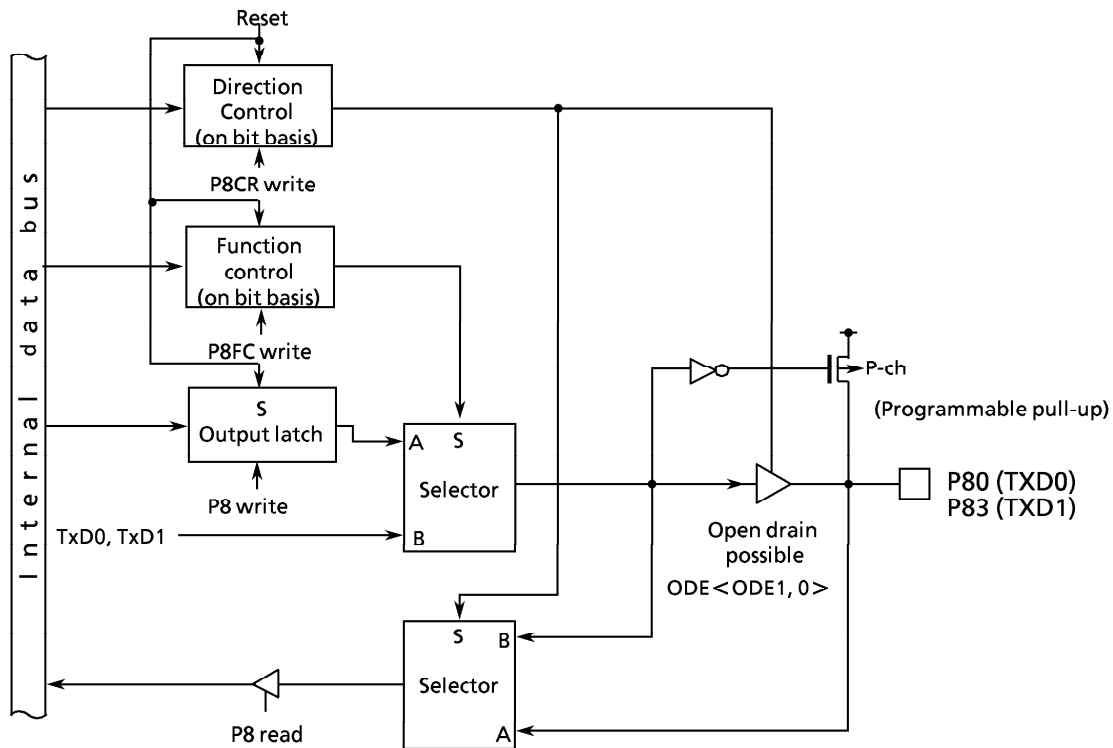 Reset
Direction
Control
(on bit basis)
P8CR write
Function
control
(on bit basis)
P8FC write
S
Output latch
P8 write
TxD0, TxD1
Internal data bus
A
S
Selector
B
P-ch
(Programmable pull-up)
P80 (TXD0)
P83 (TXD1)
Open drain
possible
ODE<ODE1, 0>
S
B
Selector
A
P8 read